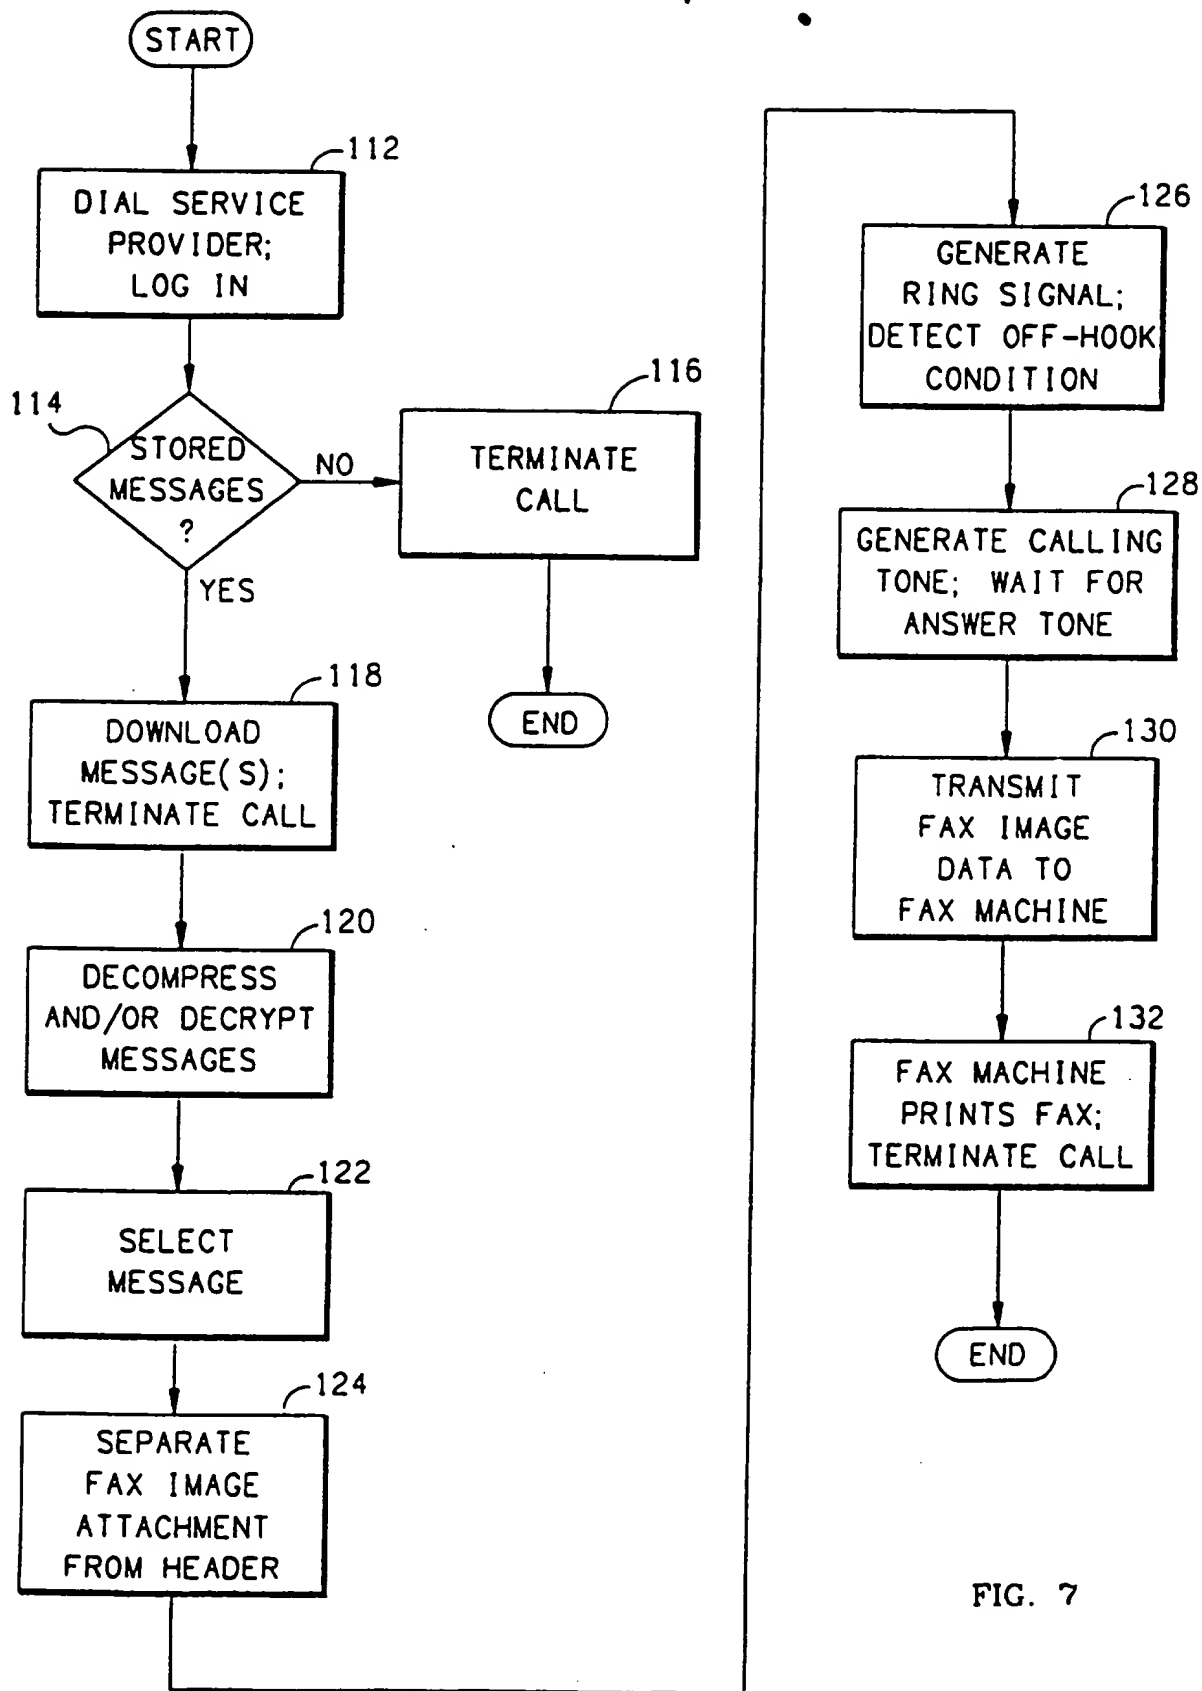 START
112
DIAL SERVICE
PROVIDER;
LOG IN
114
STORED
MESSAGES
?
NO
YES
116
TERMINATE
CALL
END
118
DOWNLOAD
MESSAGE(S);
TERMINATE CALL
120
DECOMPRESS
AND/OR DECRYPT
MESSAGES
122
SELECT
MESSAGE
124
SEPARATE
FAX IMAGE
ATTACHMENT
FROM HEADER
126
GENERATE
RING SIGNAL;
DETECT OFF-HOOK
CONDITION
128
GENERATE CALLING
TONE; WAIT FOR
ANSWER TONE
130
TRANSMIT
FAX IMAGE
DATA TO
FAX MACHINE
132
FAX MACHINE
PRINTS FAX;
TERMINATE CALL
END
FIG. 7